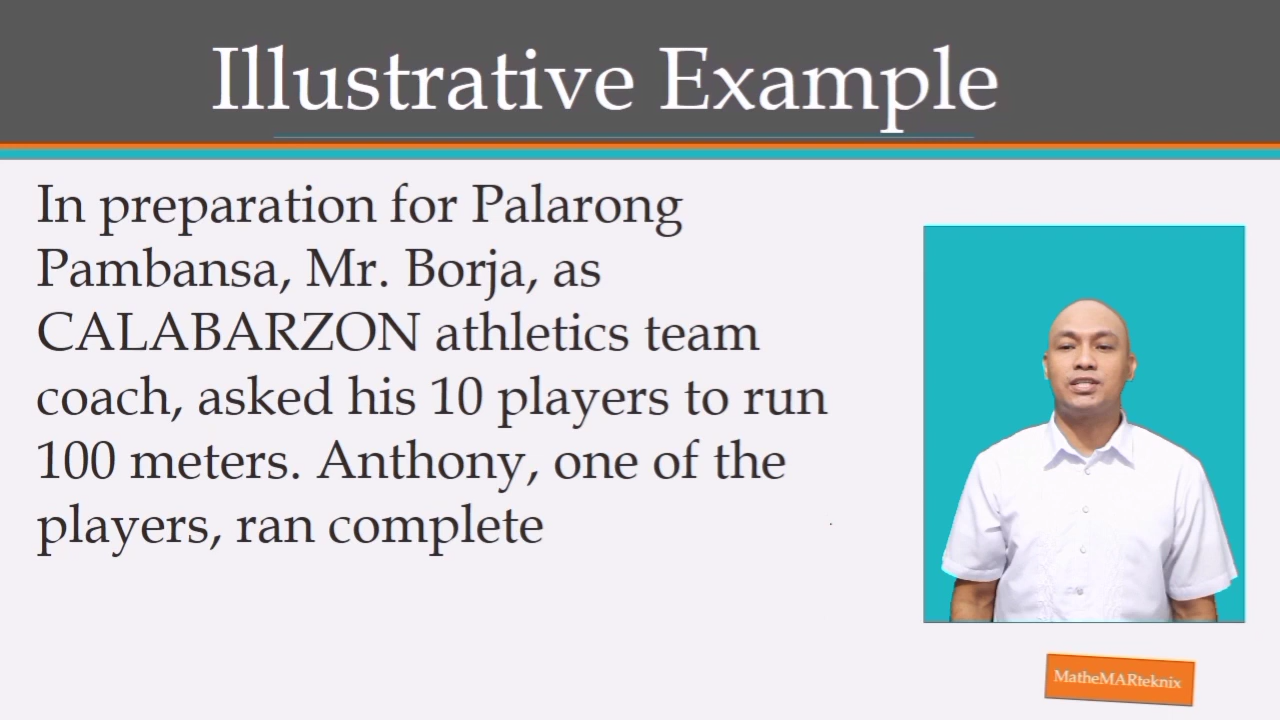 Illustrative Example
In preparation for Palarong
Pambansa, Mr. Borja, as
CALABARZON athletics team
coach, asked his 10 players to run
100 meters. Anthony, one of the
players, ran complete
MatheMARteknix